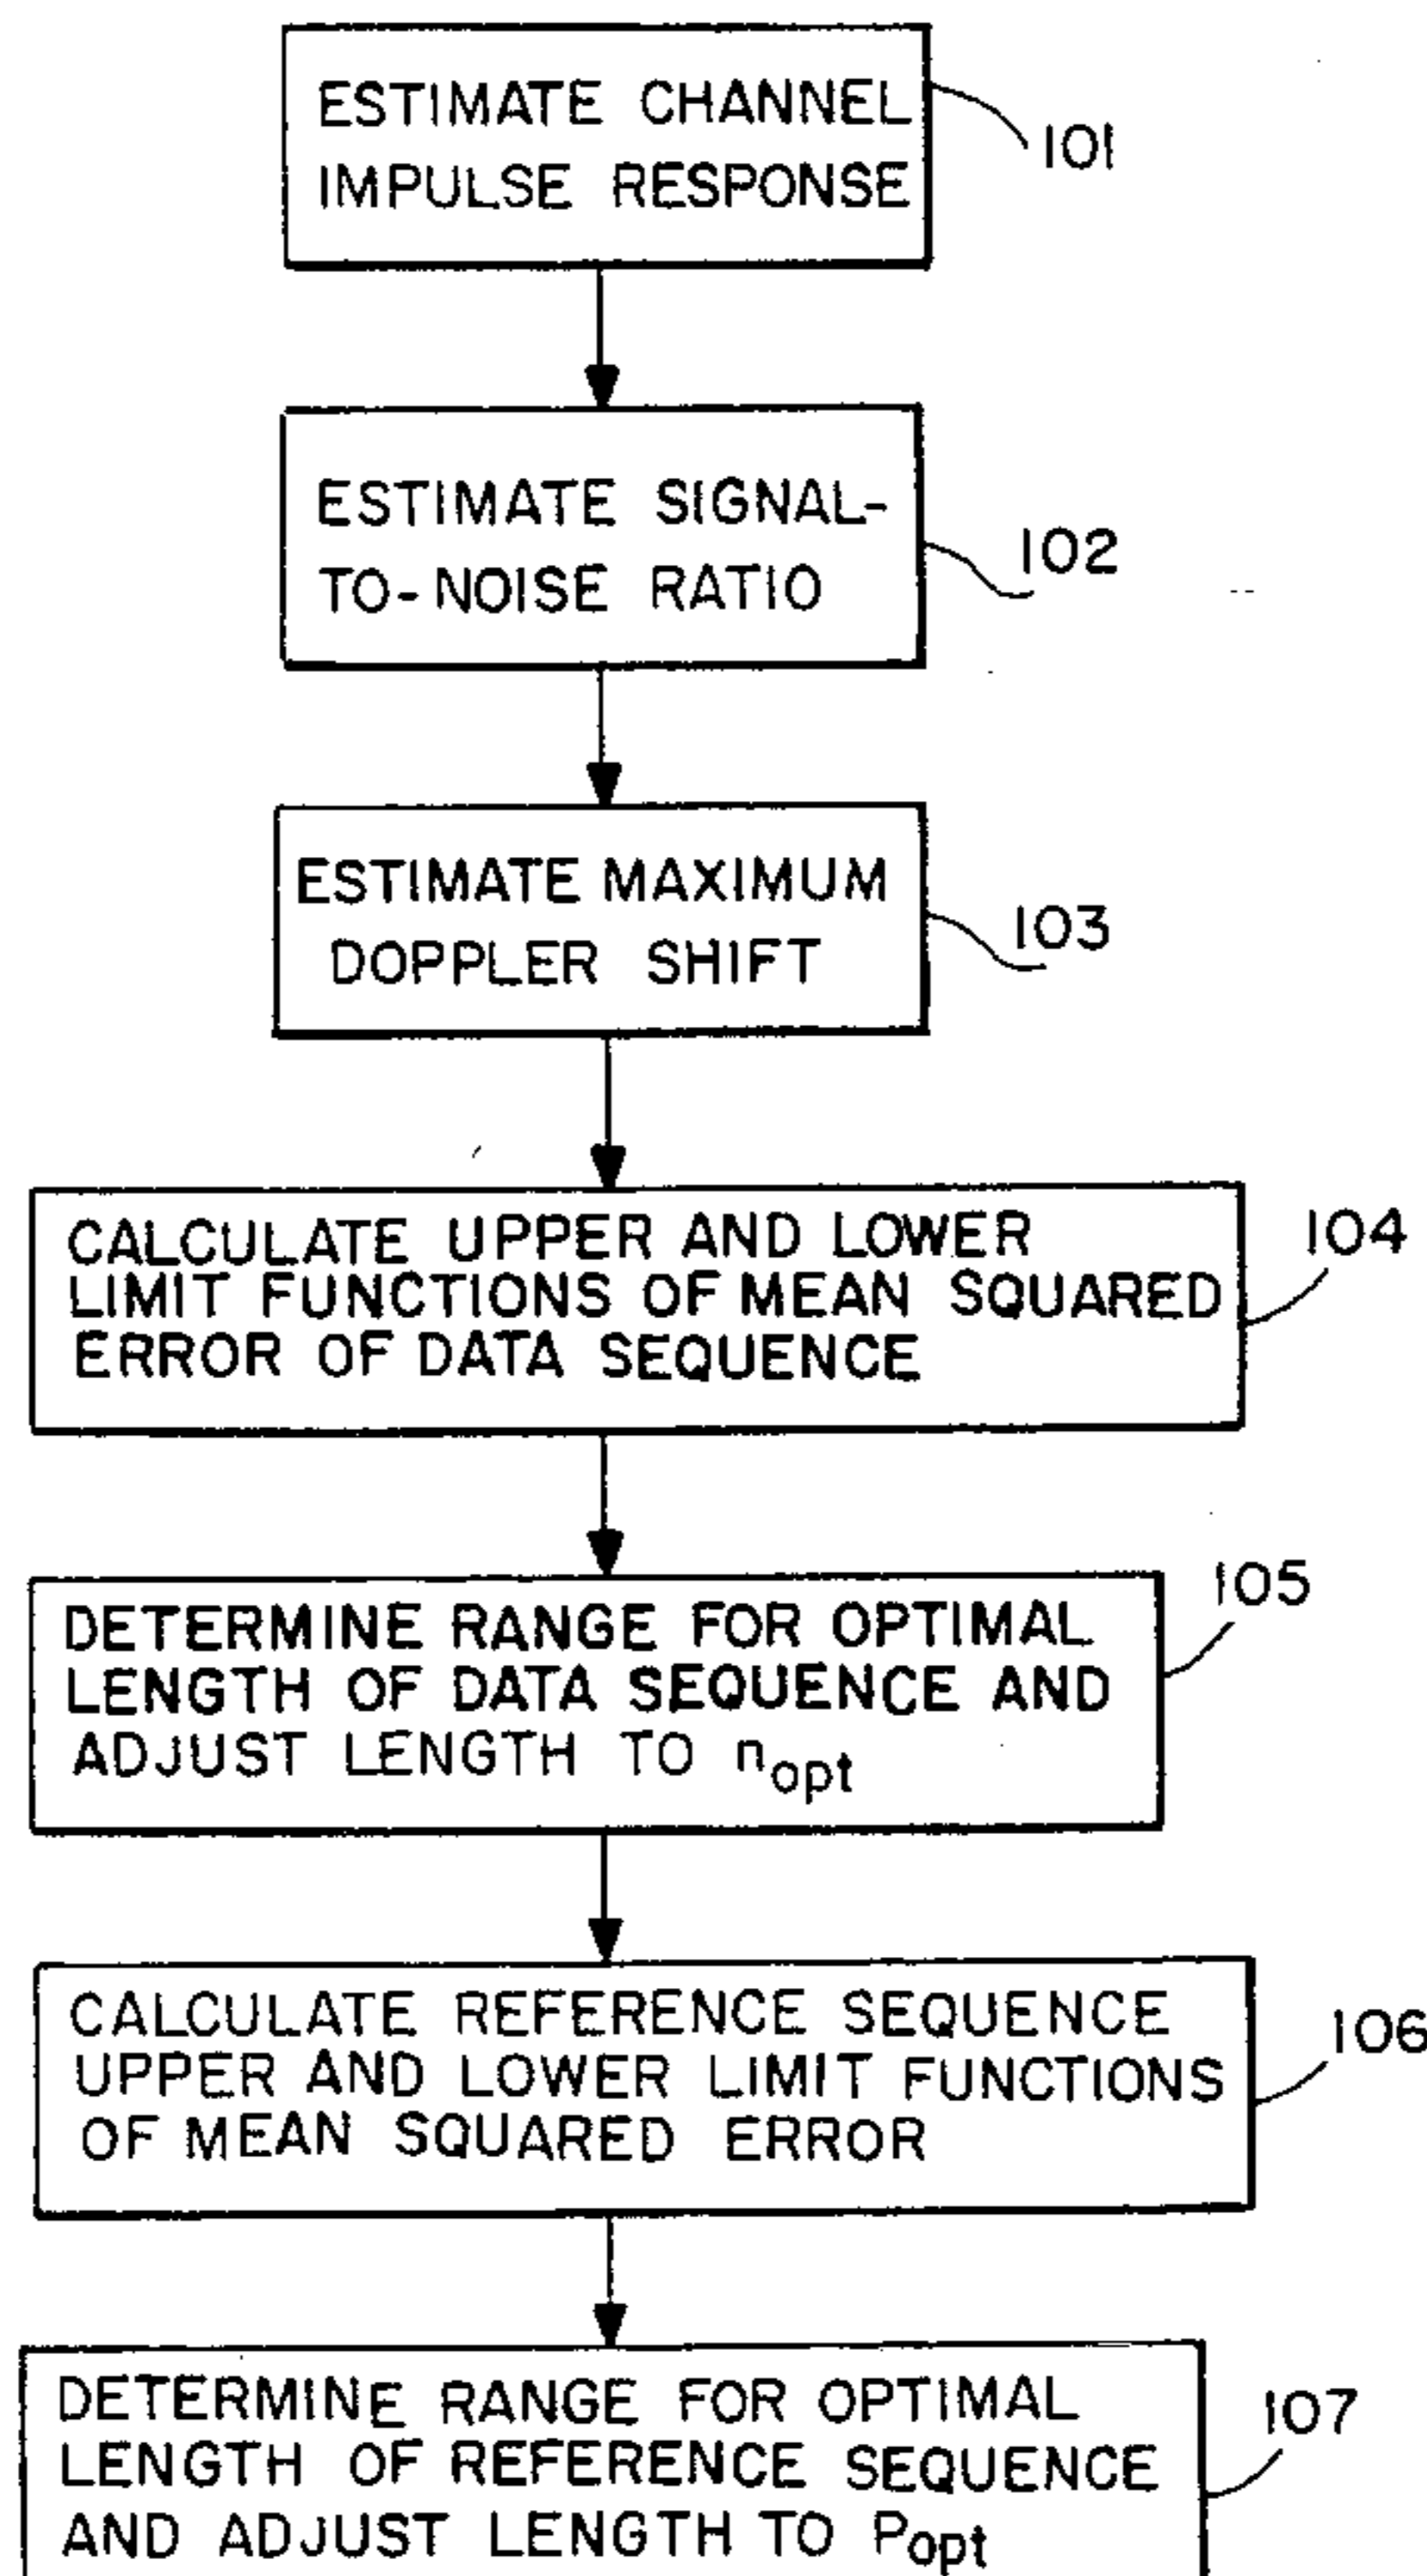 ESTIMATE CHANNEL
IMPULSE RESPONSE
101
ESTIMATE SIGNAL-
TO-NOISE RATIO
102
ESTIMATE MAXIMUM
DOPPLER SHIFT
103
CALCULATE UPPER AND LOWER
LIMIT FUNCTIONS OF MEAN SQUARED
ERROR OF DATA SEQUENCE
104
DETERMINE RANGE FOR OPTIMAL
LENGTH OF DATA SEQUENCE AND
ADJUST LENGTH TO nopt
105
CALCULATE REFERENCE SEQUENCE
UPPER AND LOWER LIMIT FUNCTIONS
OF MEAN SQUARED ERROR
106
DETERMINE RANGE FOR OPTIMAL
LENGTH OF REFERENCE SEQUENCE
AND ADJUST LENGTH TO Popt
107